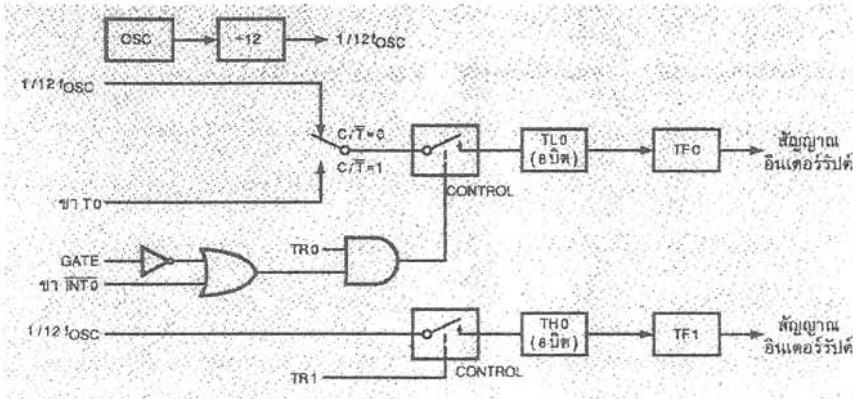 OSC
÷12
1/12 fOSC
1/12 fOSC
C/T̅=0
C/T̅=1
ขา T0
CONTROL
TL0
(8บิต)
TF0
สัญญาณ
อินเตอร์รัปต์
TR0
GATE
ขา I̅N̅T̅0̅
1/12 fOSC
TR1
CONTROL
TH0
(8บิต)
TF1
สัญญาณ
อินเตอร์รัปต์